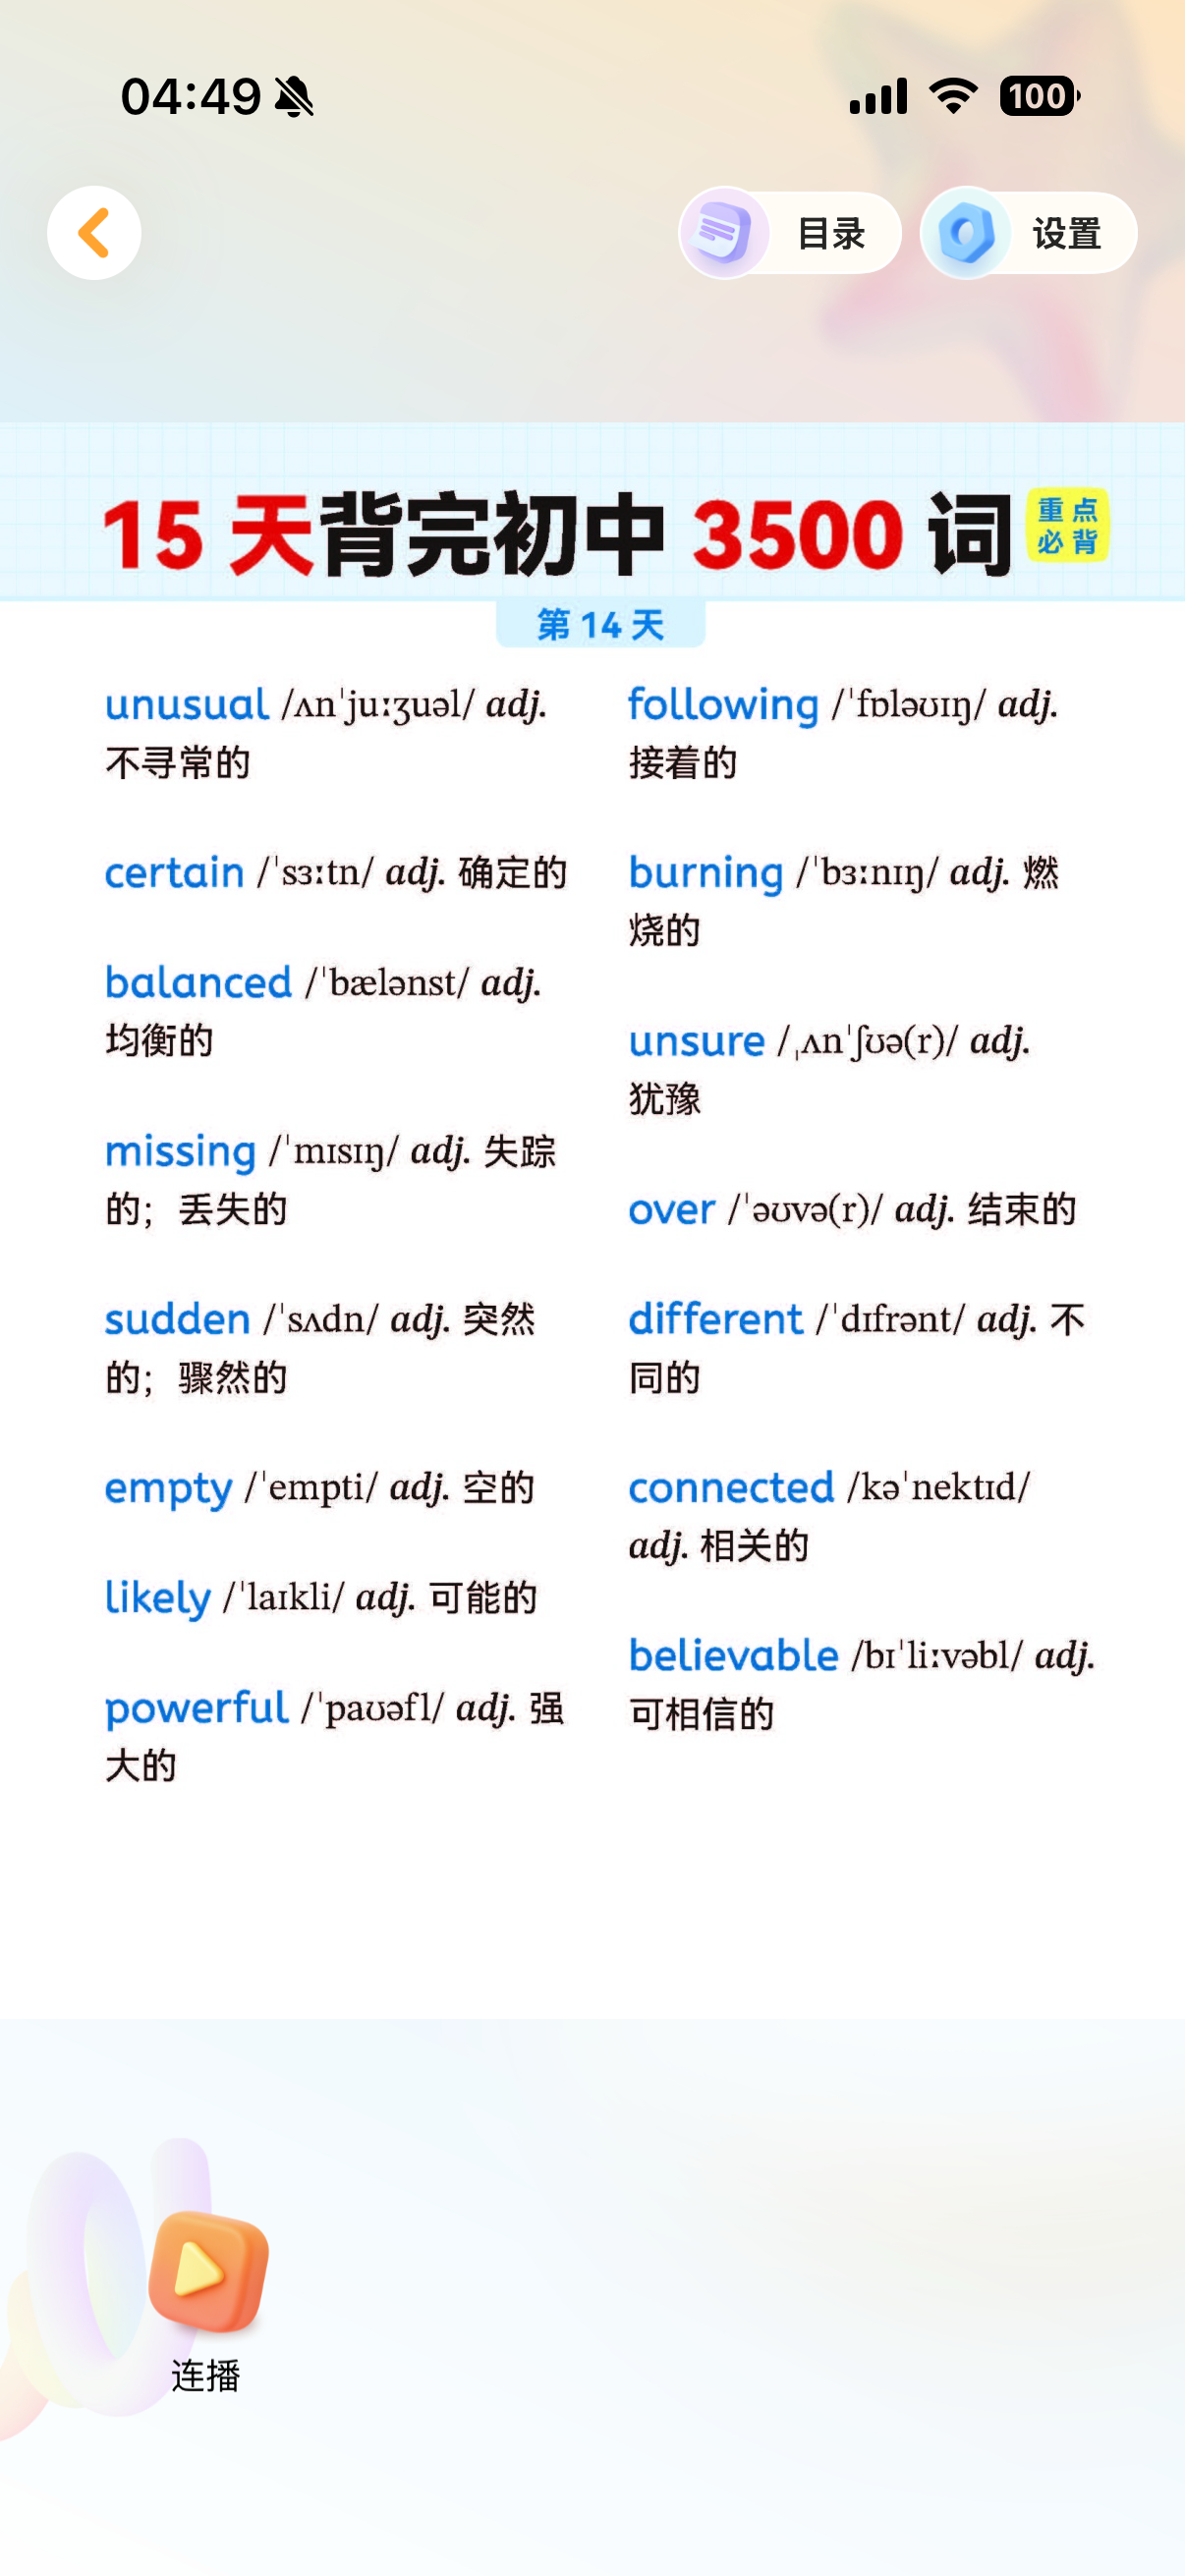 04:49
100
目录
设置
15 天背完初中 3500 词
重点
必背
第 14 天
unusual /ʌnˈjuːʒuəl/ adj.
不寻常的
certain /ˈsɜːtn/ adj. 确定的
balanced /ˈbælənst/ adj.
均衡的
missing /ˈmɪsɪŋ/ adj. 失踪
的；丢失的
sudden /ˈsʌdn/ adj. 突然
的；骤然的
empty /ˈempti/ adj. 空的
likely /ˈlaɪkli/ adj. 可能的
powerful /ˈpaʊəfl/ adj. 强
大的
following /ˈfɒləʊɪŋ/ adj.
接着的
burning /ˈbɜːnɪŋ/ adj. 燃
烧的
unsure /ˌʌnˈʃʊə(r)/ adj.
犹豫
over /ˈəʊvə(r)/ adj. 结束的
different /ˈdɪfrənt/ adj. 不
同的
connected /kəˈnektɪd/
adj. 相关的
believable /bɪˈliːvəbl/ adj.
可相信的
连播